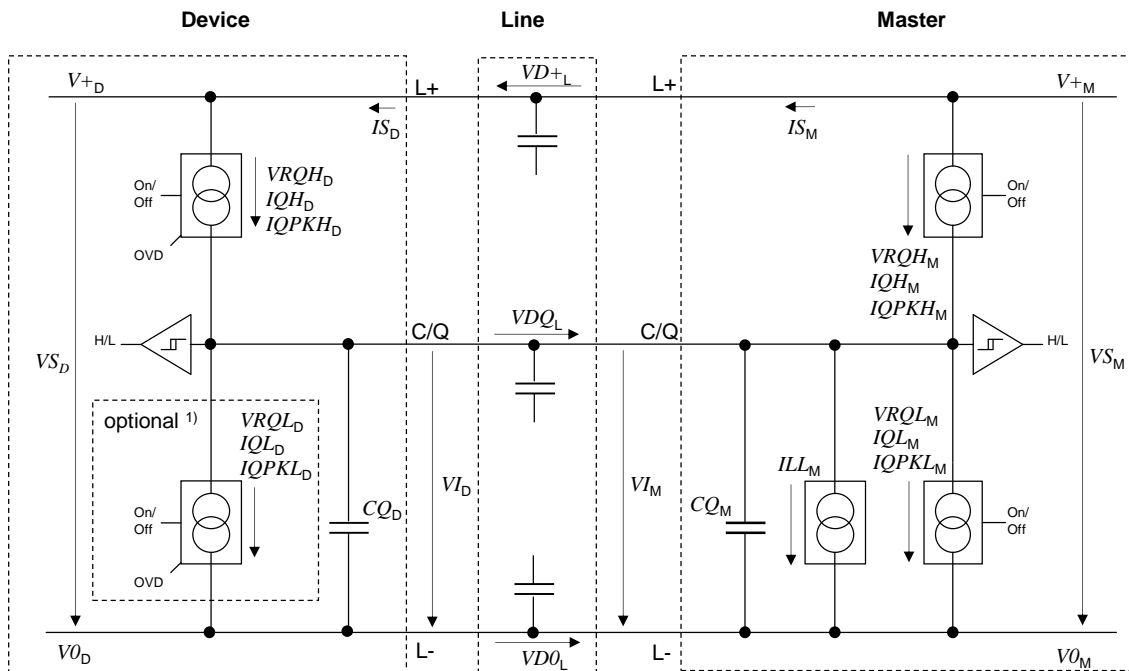 Device
Line
Master
V+D
L+
VD+L
L+
V+M
ISD
ISM
On/
Off
OVD
VRQHD
IQHD
IQPKHD
On/
Off
VRQHM
IQHM
IQPKHM
H/L
C/Q
VDQL
C/Q
H/L
VSD
VSM
optional 1)
VRQLD
IQLD
IQPKLD
On/
Off
OVD
CQD
VID
VIM
CQM
ILLM
VRQLM
IQLM
IQPKLM
On/
Off
V0D
L-
VD0L
L-
V0M